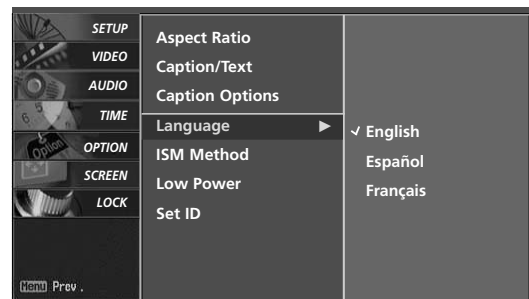 SETUP
VIDEO
AUDIO
TIME
OPTION
SCREEN
LOCK
Menu Prev .
Aspect Ratio
Caption/Text
Caption Options
Language ▶
ISM Method
Low Power
Set ID
✓ English
Español
Français